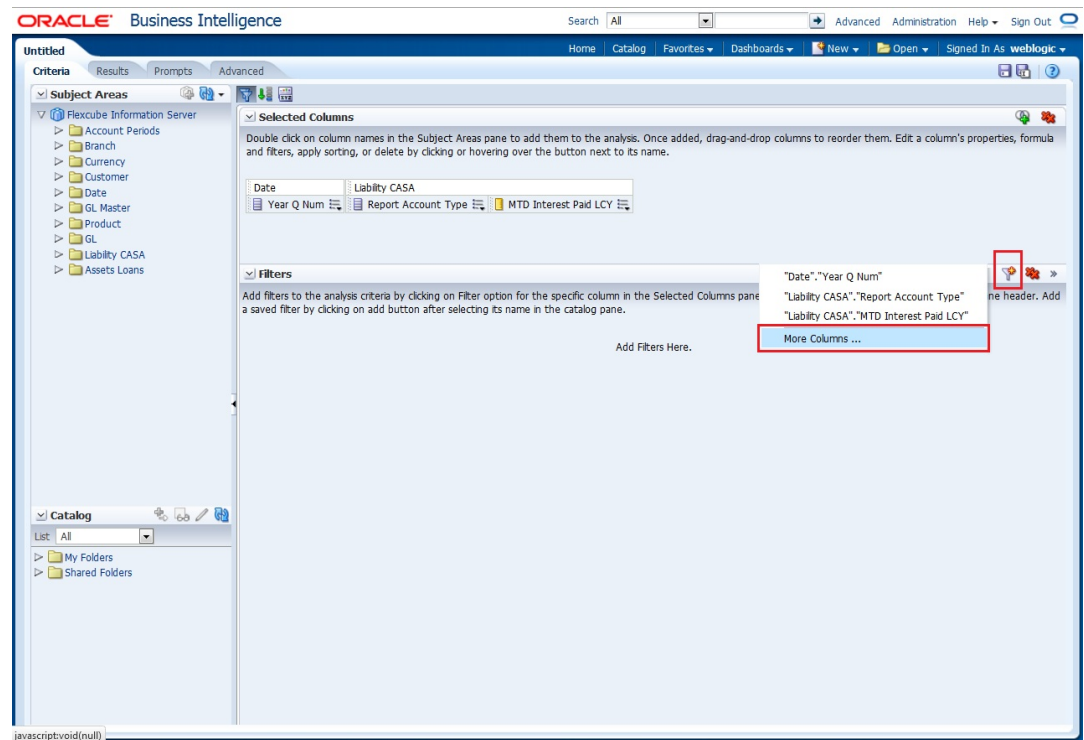 ORACLE Business Intelligence
Search All Advanced Administration Help Sign Out
Untitled
Home Catalog Favorites Dashboards New Open Signed In As weblogic
Criteria Results Prompts Advanced
Subject Areas
Flexcube Information Server
Account Periods
Branch
Currency
Customer
Date
GL Master
Product
GL
Liability CASA
Assets Loans
Selected Columns
Double click on column names in the Subject Areas pane to add them to the analysis. Once added, drag-and-drop columns to reorder them. Edit a column's properties, formula
and filters, apply sorting, or delete by clicking or hovering over the button next to its name.
Date Liability CASA
Year Q Num Report Account Type MTD Interest Paid LCY
Filters
Add filters to the analysis criteria by clicking on Filter option for the specific column in the Selected Columns pane
ne header. Add
a saved filter by clicking on add button after selecting its name in the catalog pane.
"Date"."Year Q Num"
"Liability CASA"."Report Account Type"
"Liability CASA"."MTD Interest Paid LCY"
More Columns ...
Add Filters Here.
Catalog
List All
My Folders
Shared Folders
javascript:void(null)